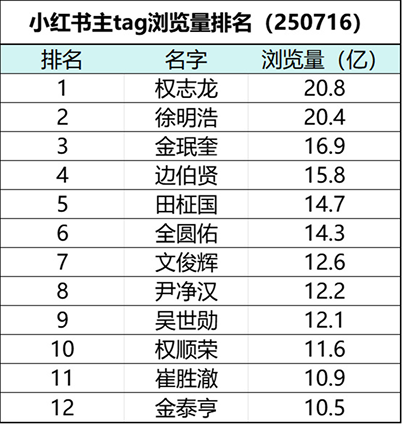 小红书主tag浏览量排名（250716）
排名 名字 浏览量（亿）
1 权志龙 20.8
2 徐明浩 20.4
3 金珉奎 16.9
4 边伯贤 15.8
5 田柾国 14.7
6 全圆佑 14.3
7 文俊辉 12.6
8 尹净汉 12.2
9 吴世勋 12.1
10 权顺荣 11.6
11 崔胜澈 10.9
12 金泰亨 10.5